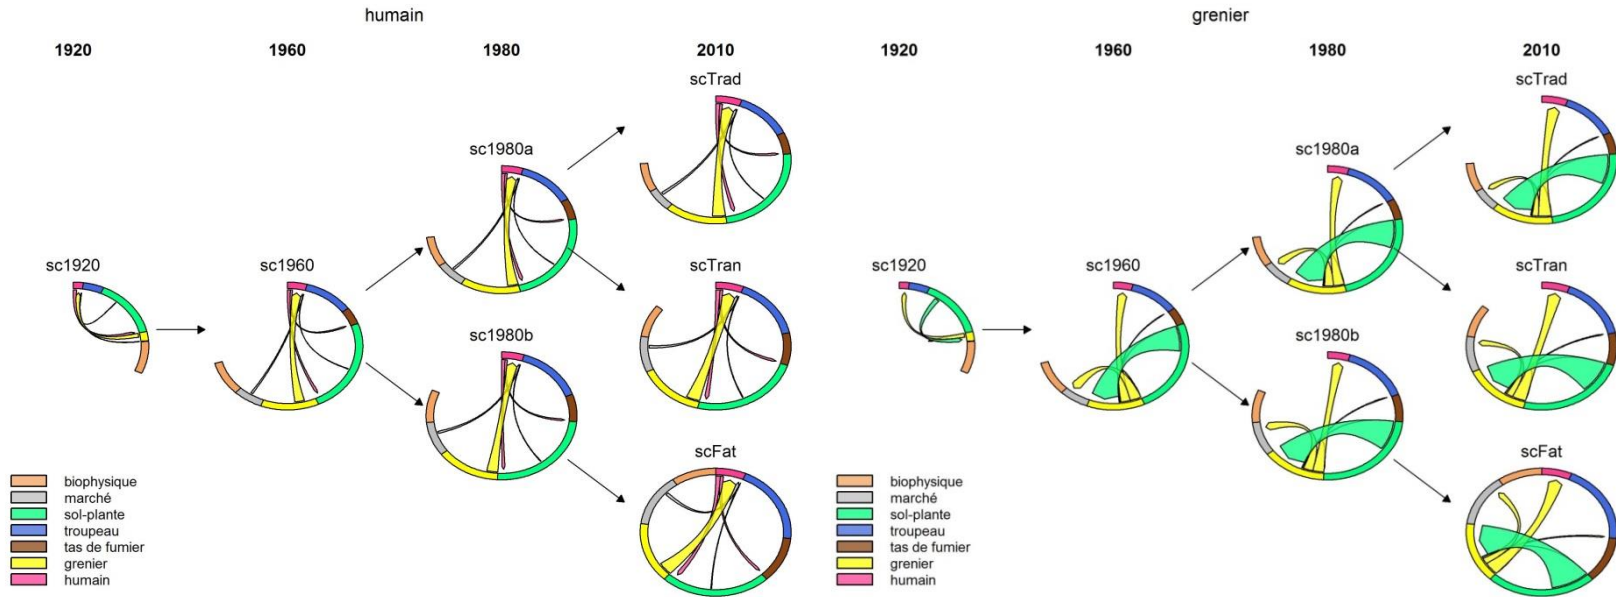 humain
1920 1960 1980 2010
scTrad
sc1980a
sc1920 sc1960 scTran
sc1980b
scFat
biophysique
marché
sol-plante
troupeau
tas de fumier
grenier
humain
grenier
1920 1960 1980 2010
scTrad
sc1980a
sc1920 sc1960 scTran
sc1980b
scFat
biophysique
marché
sol-plante
troupeau
tas de fumier
grenier
humain